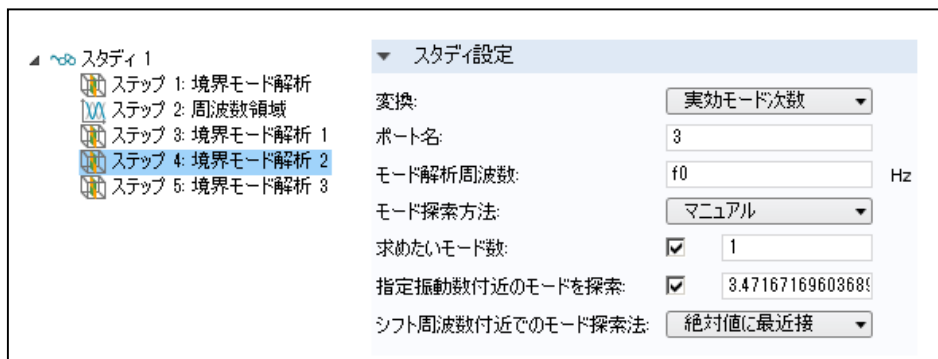 スタディ 1
ステップ 1: 境界モード解析
ステップ 2: 周波数領域
ステップ 3: 境界モード解析 1
ステップ 4: 境界モード解析 2
ステップ 5: 境界モード解析 3
スタディ設定
変換: 実効モード次数
ポート名: 3
モード解析周波数: f0 Hz
モード探索方法: マニュアル
求めたいモード数: 1
指定振動数付近のモードを探索: 3.4716716960368
シフト周波数付近でのモード探索法: 絶対値に最近接